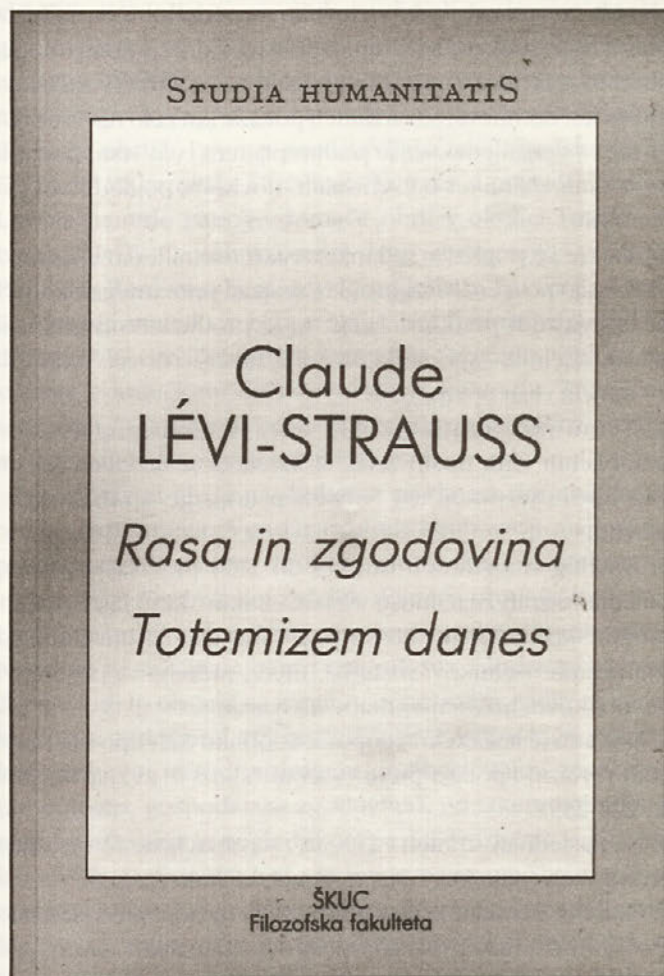 STUDIA HUMANITATIS
Claude
LÉVI-STRAUSS
Rasa in zgodovina
Totemizem danes
ŠKUC
Filozofska fakulteta